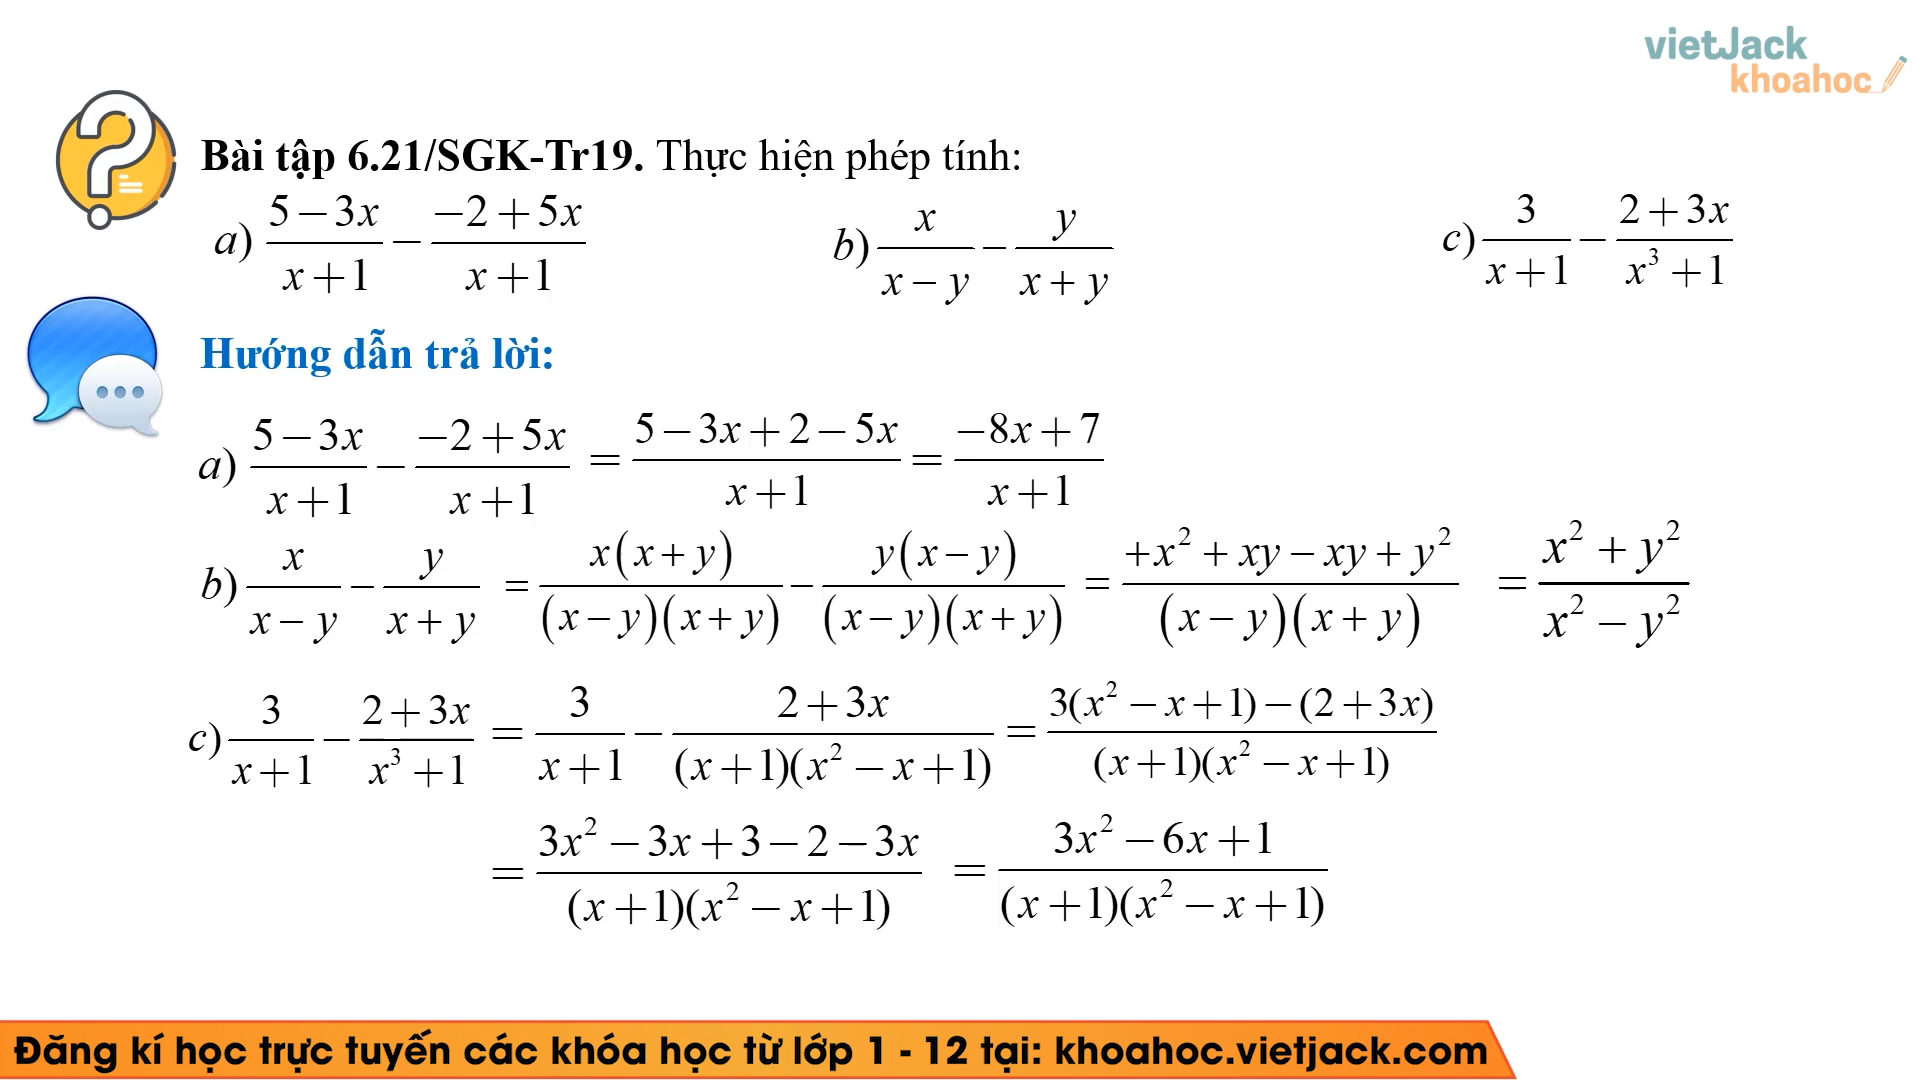 vietJack
khoahoc
Bài tập 6.21/SGK-Tr19. Thực hiện phép tính:
a) (5 − 3x)/(x + 1) − (−2 + 5x)/(x + 1) b) x/(x − y) − y/(x + y) c) 3/(x + 1) − (2 + 3x)/(x³ + 1)
Hướng dẫn trả lời:
a) (5 − 3x)/(x + 1) − (−2 + 5x)/(x + 1) = (5 − 3x + 2 − 5x)/(x + 1) = (−8x + 7)/(x + 1)
b) x/(x − y) − y/(x + y) = x(x + y)/((x − y)(x + y)) − y(x − y)/((x − y)(x + y)) = (+x² + xy − xy + y²)/((x − y)(x + y)) = (x² + y²)/(x² − y²)
c) 3/(x + 1) − (2 + 3x)/(x³ + 1) = 3/(x + 1) − (2 + 3x)/((x + 1)(x² − x + 1)) = (3(x² − x + 1) − (2 + 3x))/((x + 1)(x² − x + 1))
= (3x² − 3x + 3 − 2 − 3x)/((x + 1)(x² − x + 1)) = (3x² − 6x + 1)/((x + 1)(x² − x + 1))
Đăng kí học trực tuyến các khóa học từ lớp 1 - 12 tại: khoahoc.vietjack.com